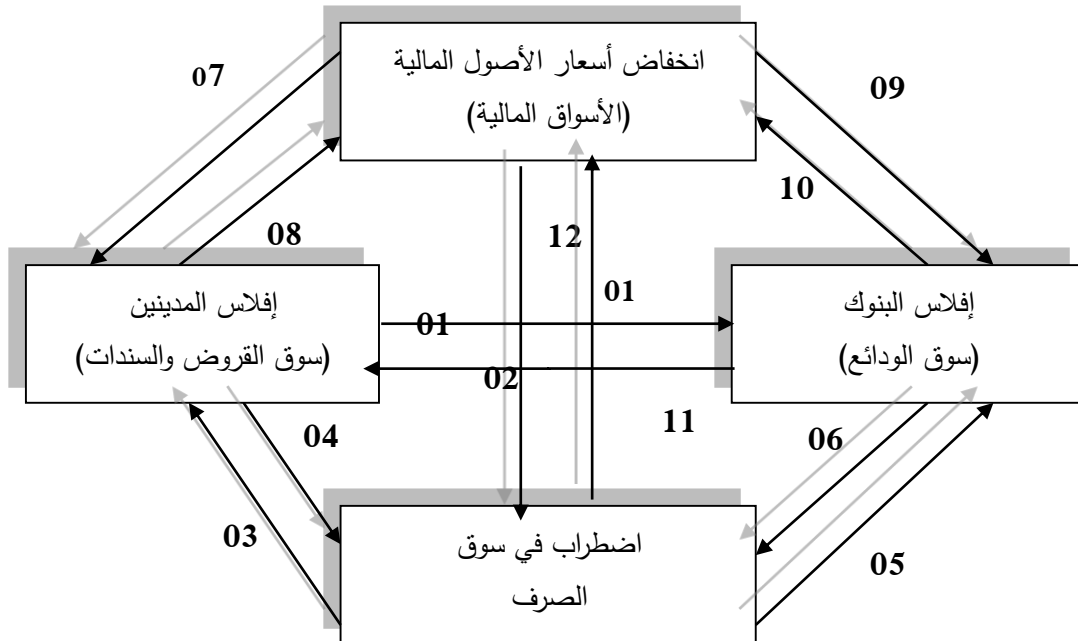 انخفاض أسعار الأصول المالية
(الأسواق المالية)
07
09
10
08
12
01
إفلاس المدينين
(سوق القروض والسندات)
01
02
إفلاس البنوك
(سوق الودائع)
11
04
06
03
05
اضطراب في سوق
الصرف